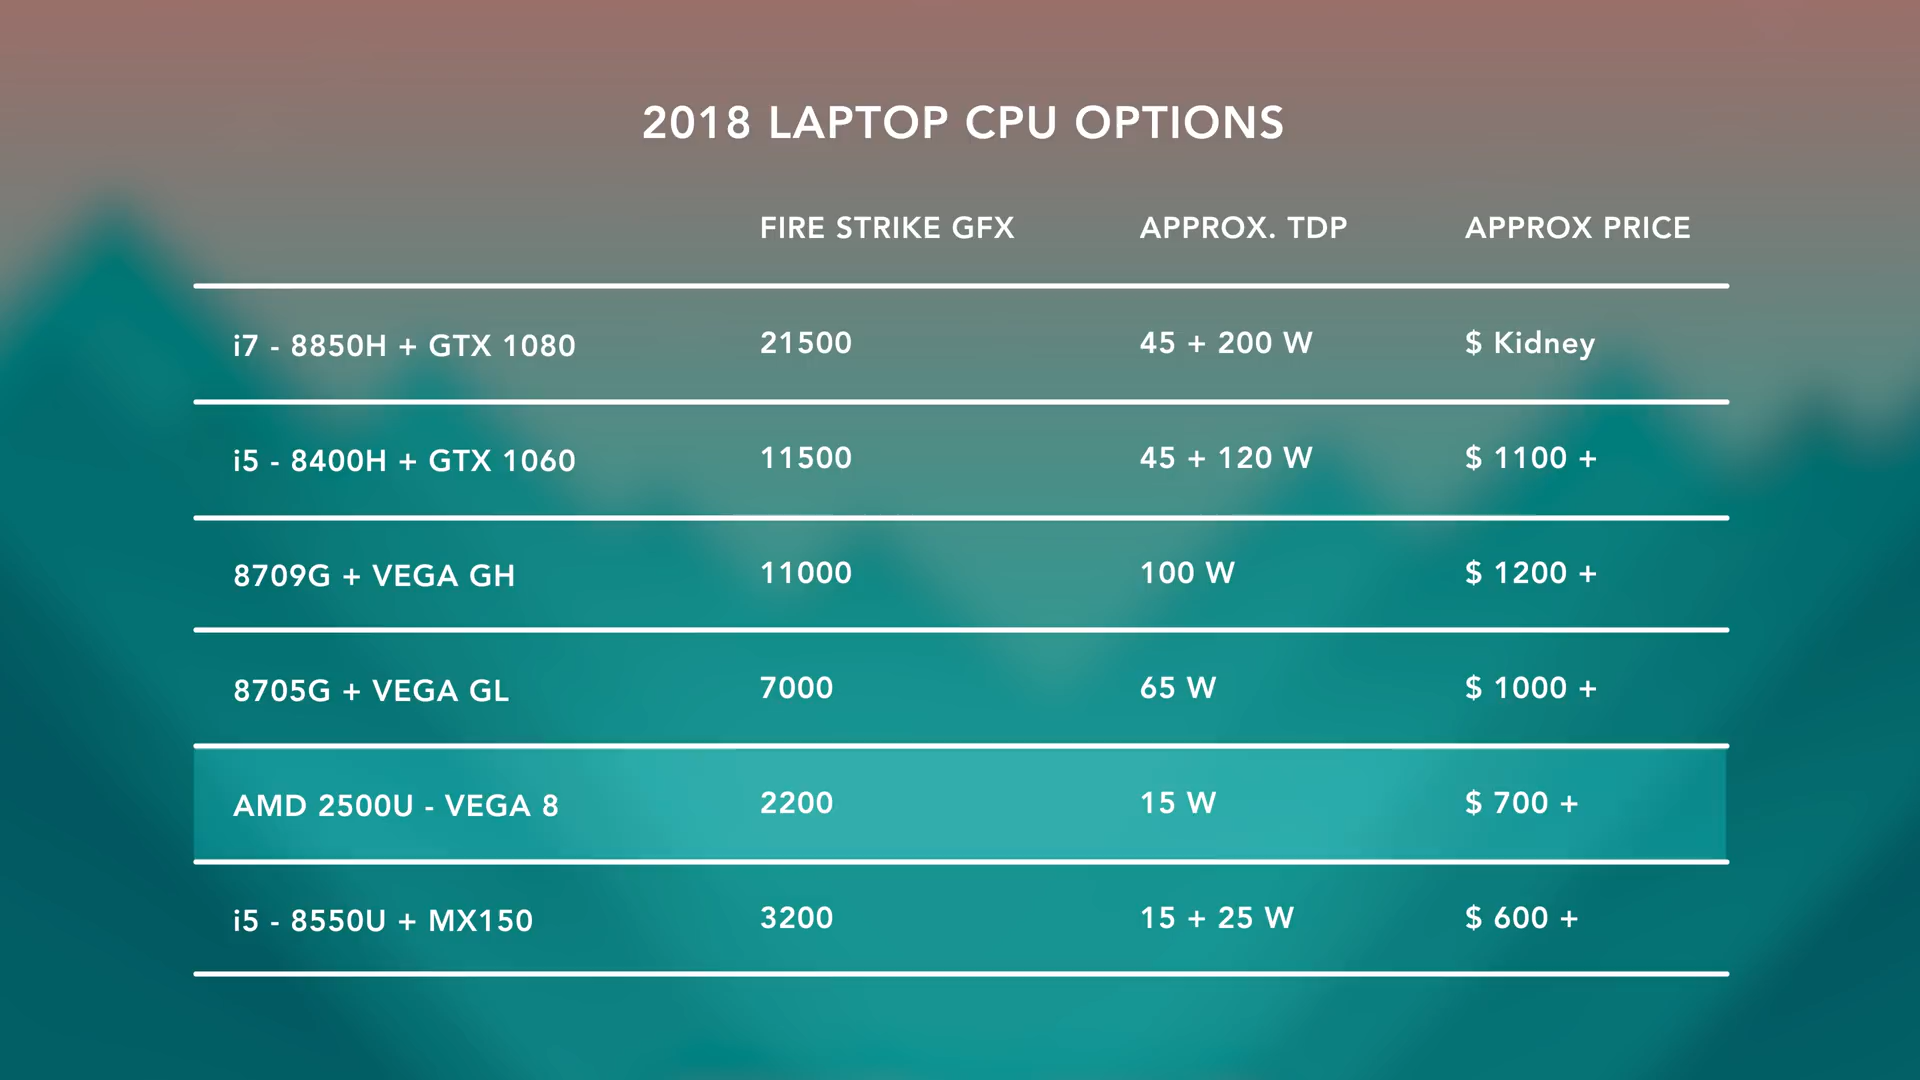 2018 LAPTOP CPU OPTIONS
FIRE STRIKE GFX APPROX. TDP APPROX PRICE
i7 - 8850H + GTX 1080 21500 45 + 200 W $ Kidney
i5 - 8400H + GTX 1060 11500 45 + 120 W $ 1100 +
8709G + VEGA GH 11000 100 W $ 1200 +
8705G + VEGA GL 7000 65 W $ 1000 +
AMD 2500U - VEGA 8 2200 15 W $ 700 +
i5 - 8550U + MX150 3200 15 + 25 W $ 600 +